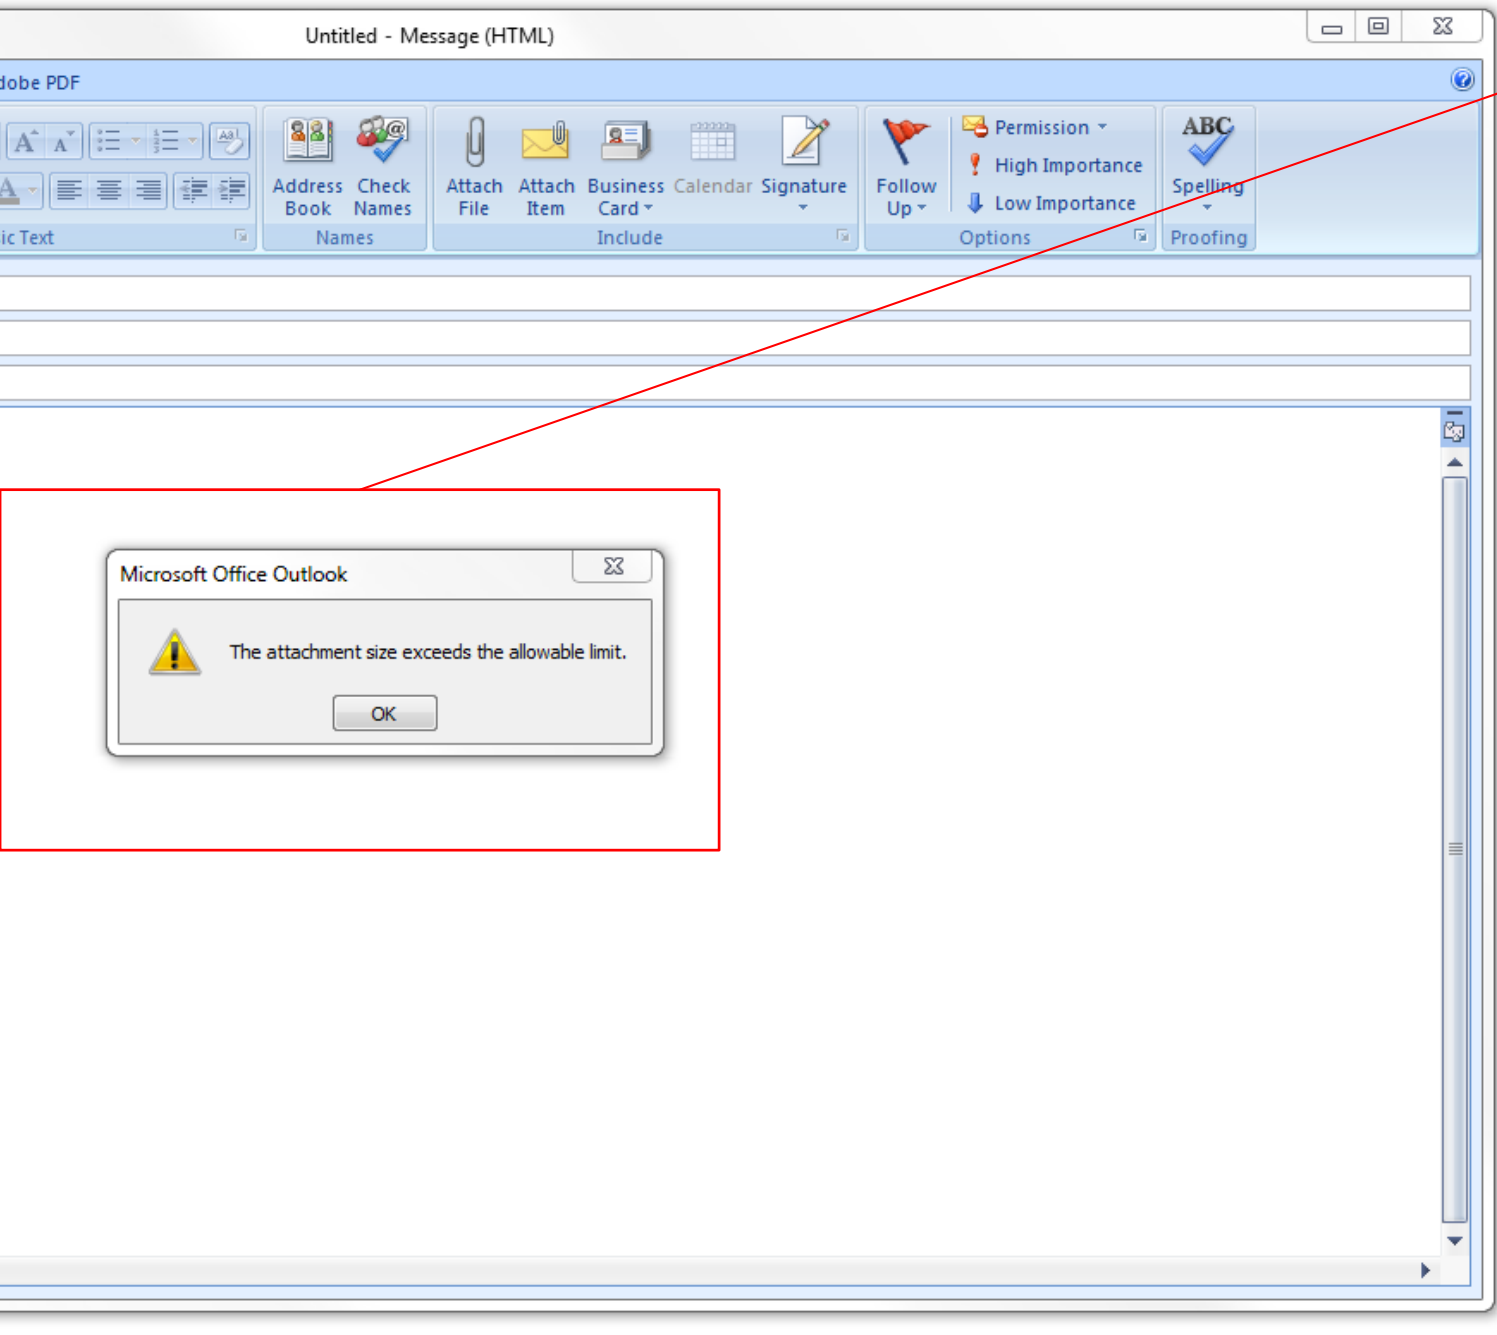 Untitled - Message (HTML)
dobe PDF
A A
Aa
A
Address Book
Check Names
Attach File
Attach Item
Business Card
Calendar
Signature
Follow Up
Permission
High Importance
Low Importance
ABC
Spelling
ic Text
Names
Include
Options
Proofing
Microsoft Office Outlook
The attachment size exceeds the allowable limit.
OK